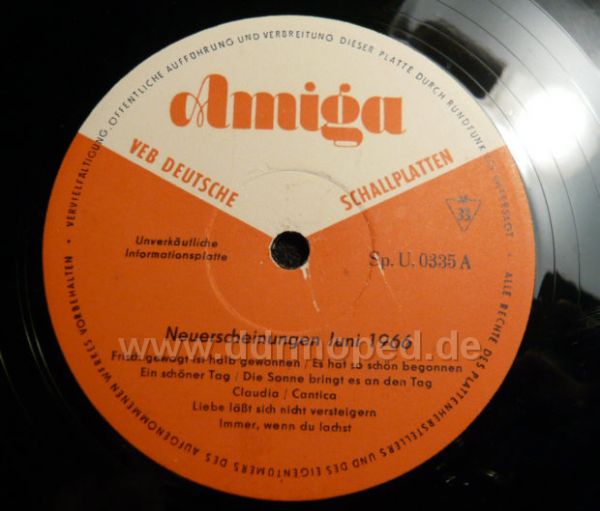 VERVIELFÄLTIGUNG ÖFFENTLICHE AUFFÜHRUNG UND VERBREITUNG DIESER PLATTE DURCH RUNDFUNK UNTERSAGT • ALLE RECHTE DES PLATTENHERSTELLERS UND DES EIGENTÜMERS DES AUFGENOMMENEN WERKES VORBEHALTEN •
Amiga
VEB DEUTSCHE SCHALLPLATTEN
33
Unverkäufliche
Informationsplatte
Sp. U. 0335 A
Neuerscheinungen Juni 1966
www.ddrmoped.de
Frisch gewagt ist halb gewonnen / Es hat so schön begonnen
Ein schöner Tag / Die Sonne bringt es an den Tag
Claudia / Cantica
Liebe läßt sich nicht versteigern
Immer, wenn du lachst